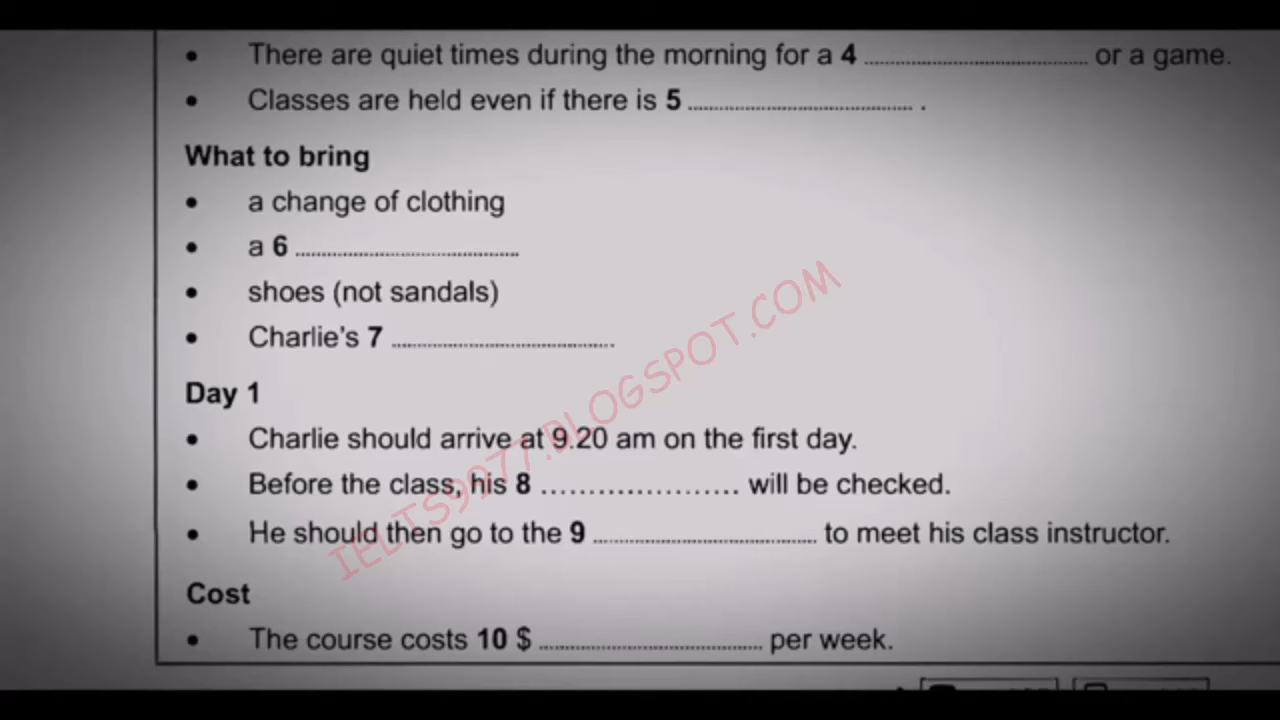 • There are quiet times during the morning for a 4 .................... or a game.
• Classes are held even if there is 5 .................... .
What to bring
• a change of clothing
• a 6 ....................
• shoes (not sandals)
• Charlie's 7 ....................
Day 1
• Charlie should arrive at 9.20 am on the first day.
• Before the class, his 8 .................... will be checked.
• He should then go to the 9 .................... to meet his class instructor.
Cost
• The course costs 10 $ .................... per week.
IELTS9977.BLOGSPOT.COM